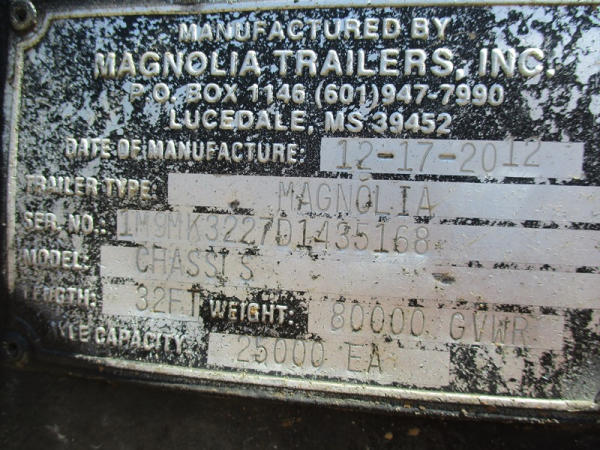 MANUFACTURED BY
MAGNOLIA TRAILERS, INC.
P.O. BOX 1146 (601)947-7990
LUCEDALE, MS 39452
DATE OF MANUFACTURE: 12-17-2012
TRAILER TYPE: MAGNOLIA
SER. NO.: 1M9MK3227D1435168
MODEL: CHASSIS
LENGTH: 32FT WEIGHT: 80000 GVWR
AXLE CAPACITY: 25000 EA